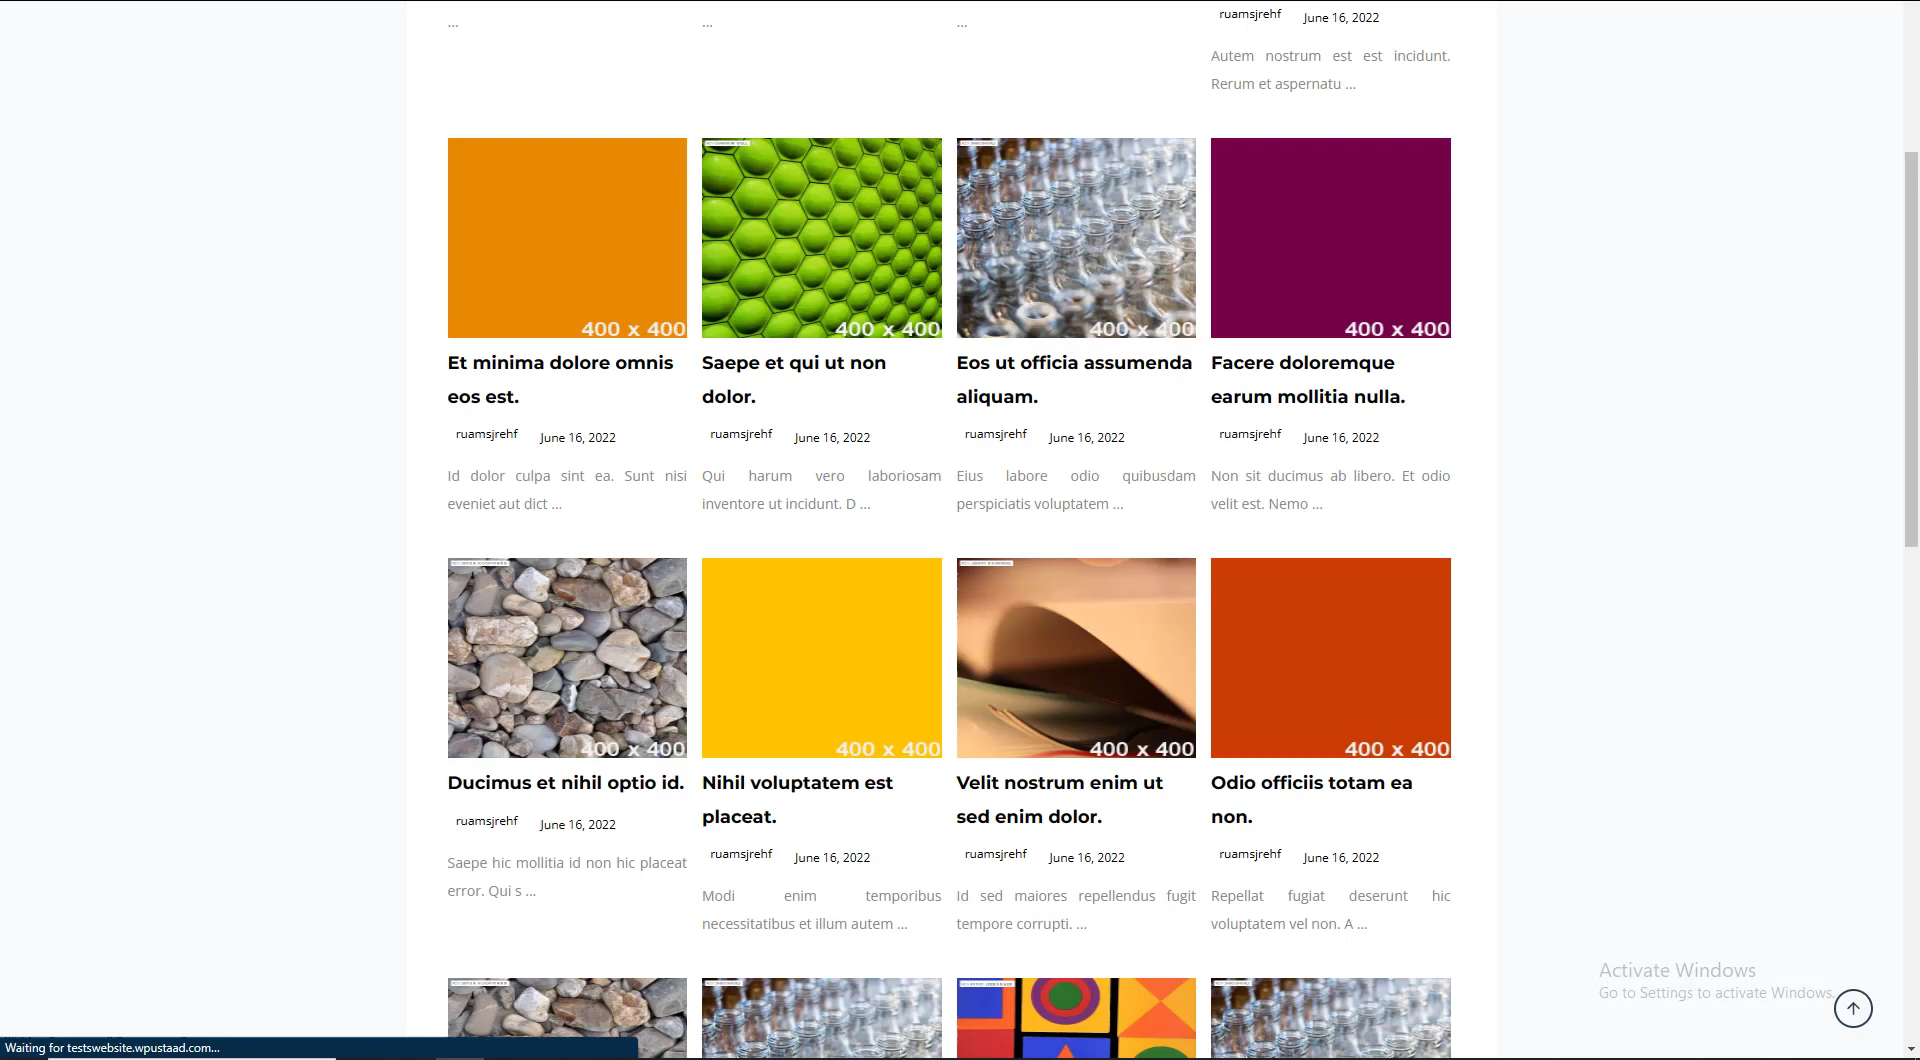 ...
...
...
ruamsjrehf June 16, 2022
Autem nostrum est est incidunt.
Rerum et aspernatu ...
400 x 400
400 x 400
400 x 400
400 x 400
Et minima dolore omnis
eos est.
ruamsjrehf June 16, 2022
Id dolor culpa sint ea. Sunt nisi
eveniet aut dict ...
Saepe et qui ut non
dolor.
ruamsjrehf June 16, 2022
Qui harum vero laboriosam
inventore ut incidunt. D ...
Eos ut officia assumenda
aliquam.
ruamsjrehf June 16, 2022
Eius labore odio quibusdam
perspiciatis voluptatem ...
Facere doloremque
earum mollitia nulla.
ruamsjrehf June 16, 2022
Non sit ducimus ab libero. Et odio
velit est. Nemo ...
400 x 400
400 x 400
400 x 400
400 x 400
Ducimus et nihil optio id.
ruamsjrehf June 16, 2022
Saepe hic mollitia id non hic placeat
error. Qui s ...
Nihil voluptatem est
placeat.
ruamsjrehf June 16, 2022
Modi enim temporibus
necessitatibus et illum autem ...
Velit nostrum enim ut
sed enim dolor.
ruamsjrehf June 16, 2022
Id sed maiores repellendus fugit
tempore corrupti. ...
Odio officiis totam ea
non.
ruamsjrehf June 16, 2022
Repellat fugiat deserunt hic
voluptatem vel non. A ...
Activate Windows
Go to Settings to activate Windows.
Waiting for testswebsite.wpustaad.com...